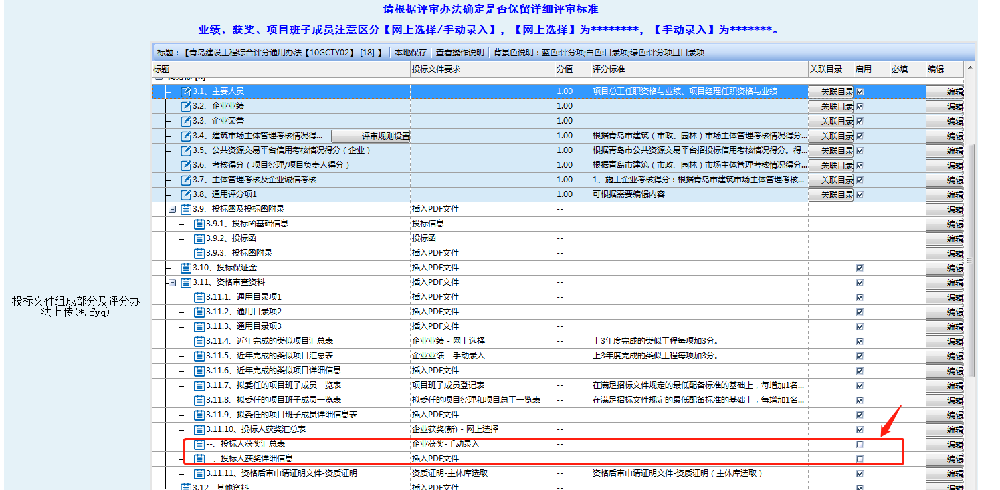 请根据评审办法确定是否保留详细评审标准
业绩、获奖、项目班子成员注意区分【网上选择/手动录入】，【网上选择】为********，【手动录入】为*******。
标题：【青岛建设工程综合评分通用办法【10GCTY02】 [18] 】 本地保存 查看操作说明 背景色说明：蓝色:评分项;白色:目录项;绿色:评分项且目录项
标题 投标文件要求 分值 评分标准 关联目录 启用 必填 编辑
3.1、主要人员 1.00 项目总工任职资格与业绩、项目经理任职资格与业绩 关联目录 编辑
3.2、企业业绩 1.00 关联目录 编辑
3.3、企业荣誉 1.00 关联目录 编辑
3.4、建筑市场主体管理考核情况得... 评审规则设置 1.00 根据青岛市建筑（市政、园林）市场主体管理考核情况得分... 关联目录 编辑
3.5、公共资源交易平台信用考核情况得分（企业） 1.00 根据青岛市公共资源交易平台招投标信用考核情况得分。得... 关联目录 编辑
3.6、考核得分（项目经理/项目负责人得分） 1.00 根据青岛市建筑（市政、园林）市场主体管理考核情况得分... 关联目录 编辑
3.7、主体管理考核及企业诚信考核 1.00 1、施工企业考核得分：根据青岛市建筑市场主体管理考核... 关联目录 编辑
3.8、通用评分项1 1.00 可根据需要编辑内容 关联目录 编辑
3.9、投标函及投标函附录 插入PDF文件 -- 编辑
3.9.1、投标函基础信息 投标信息 -- 编辑
3.9.2、投标函 投标函 -- 编辑
3.9.3、投标函附录 插入PDF文件 -- 编辑
3.10、投标保证金 插入PDF文件 -- 编辑
3.11、资格审查资料 插入PDF文件 -- 编辑
3.11.1、通用目录项1 插入PDF文件 -- 编辑
投标文件组成部分及评分办法上传(*.fyq)
3.11.2、通用目录项2 插入PDF文件 -- 编辑
3.11.3、通用目录项3 插入PDF文件 -- 编辑
3.11.4、近年完成的类似项目汇总表 企业业绩 - 网上选择 -- 上3年度完成的类似工程每项加3分。 编辑
3.11.5、近年完成的类似项目汇总表 企业业绩 - 手动录入 -- 上3年度完成的类似工程每项加3分。 编辑
3.11.6、近年完成的类似项目详细信息 插入PDF文件 -- 编辑
3.11.7、拟委任的项目班子成员一览表 项目班子成员登记表 -- 在满足招标文件规定的最低配备标准的基础上，每增加1名... 编辑
3.11.8、拟委任的项目班子成员一览表 拟委任的项目经理和项目总工一览表 -- 在满足招标文件规定的最低配备标准的基础上，每增加1名... 编辑
3.11.9、拟委任的项目班子成员详细信息表 插入PDF文件 -- 编辑
3.11.10、投标人获奖汇总表 企业获奖(新) - 网上选择 -- 编辑
--、投标人获奖汇总表 企业获奖-手动录入 -- 编辑
--、投标人获奖详细信息 插入PDF文件 -- 编辑
3.11.11、资格后审申请证明文件-资质证明 资质证明-主体库选取 -- 资格后审申请证明文件-资质证明（主体库选取） 编辑
3.12、其他资料 插入PDF文件 -- 编辑